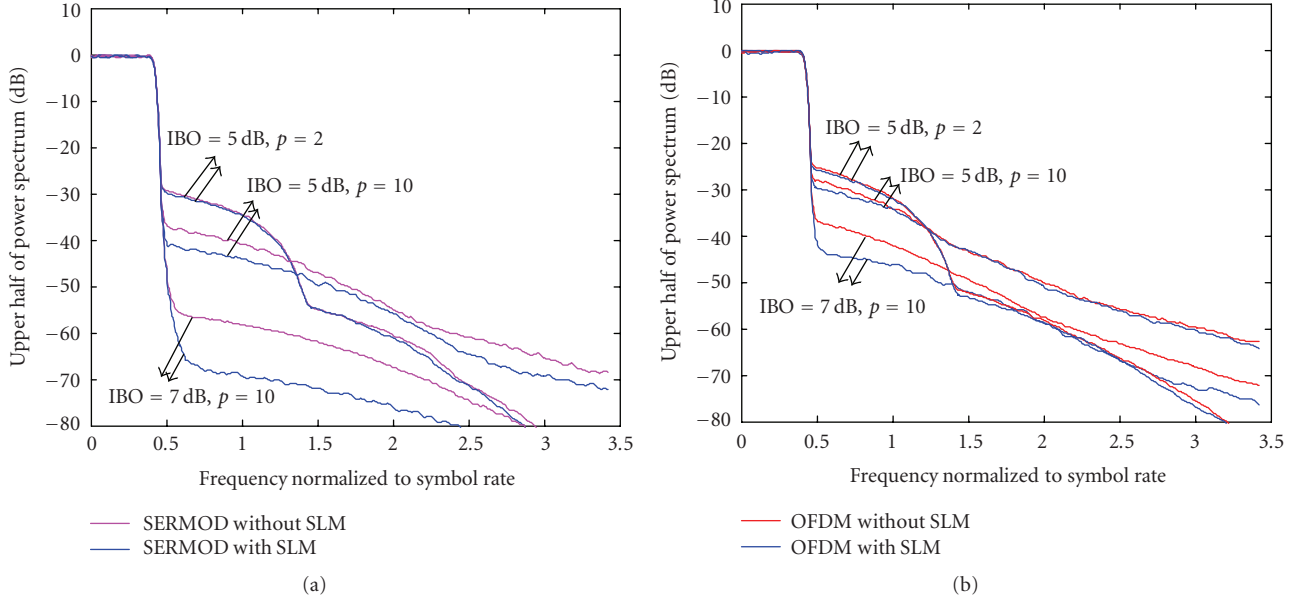 10
0
−10
−20
−30
−40
−50
−60
−70
−80
Upper half of power spectrum (dB)
IBO = 5 dB, p = 2
IBO = 5 dB, p = 10
IBO = 7 dB, p = 10
0 0.5 1 1.5 2 2.5 3 3.5
Frequency normalized to symbol rate
SERMOD without SLM
SERMOD with SLM
(a)
10
0
−10
−20
−30
−40
−50
−60
−70
−80
Upper half of power spectrum (dB)
IBO = 5 dB, p = 2
IBO = 5 dB, p = 10
IBO = 7 dB, p = 10
0 0.5 1 1.5 2 2.5 3 3.5
Frequency normalized to symbol rate
OFDM without SLM
OFDM with SLM
(b)